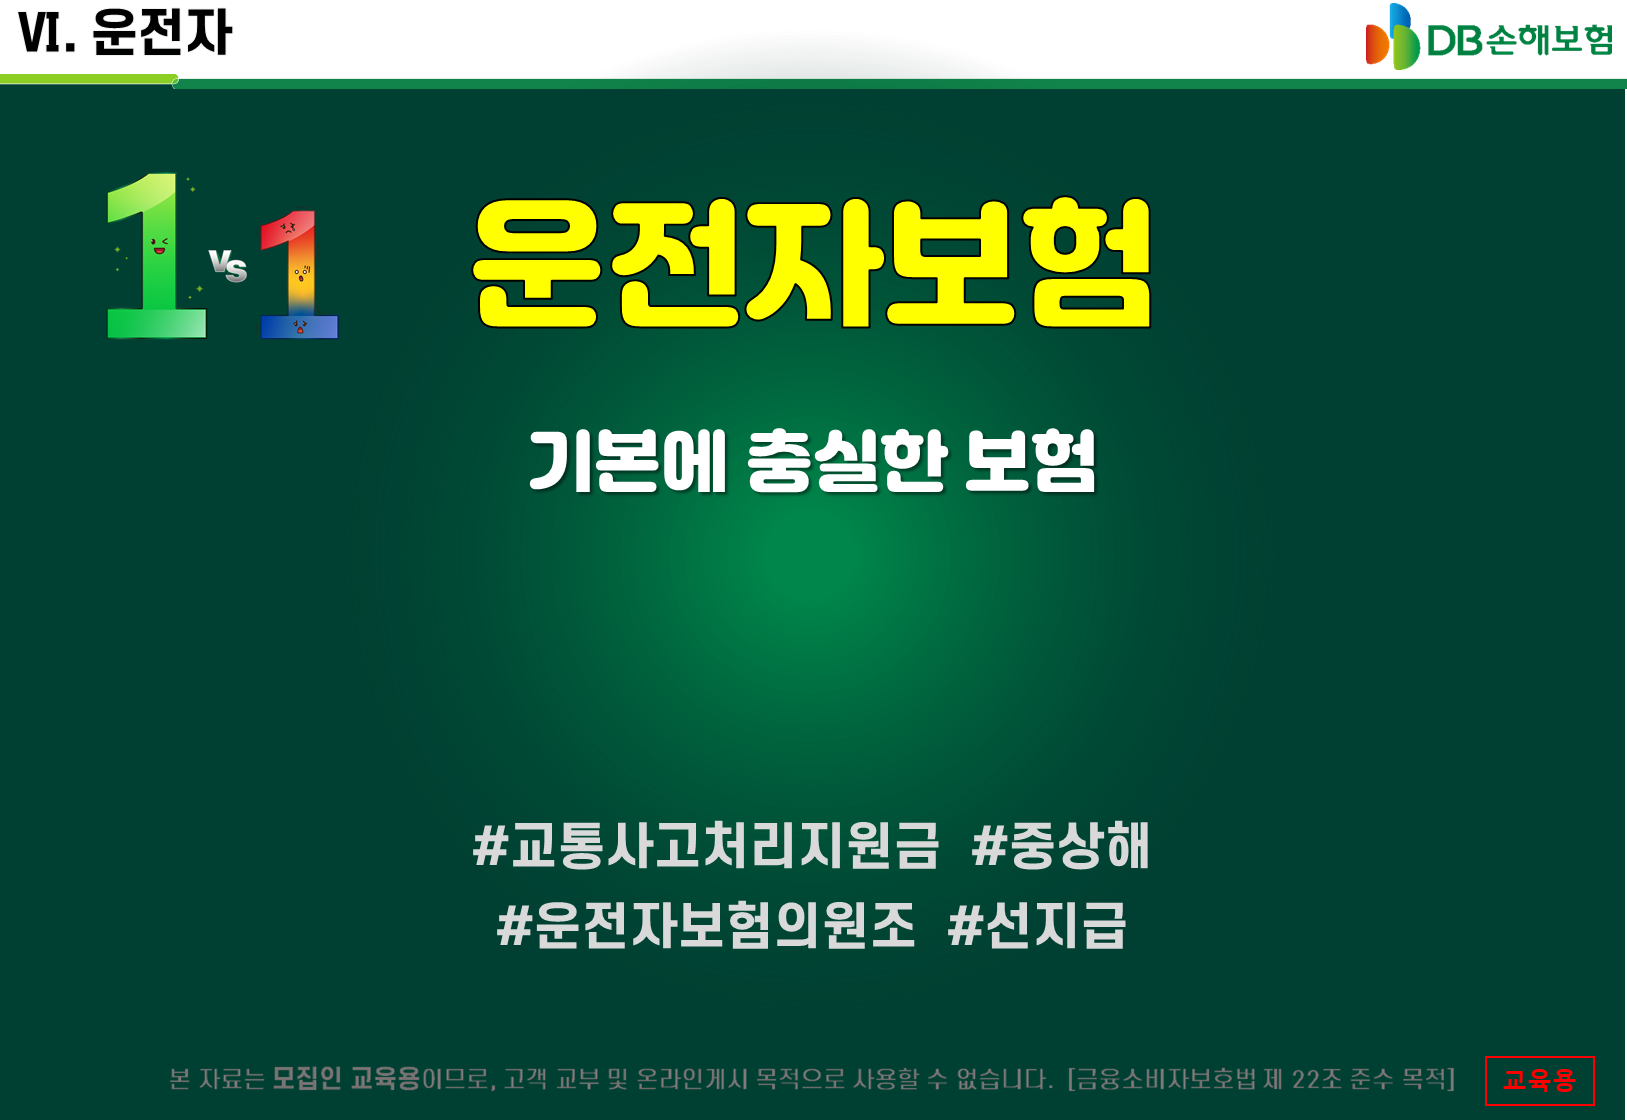 Ⅵ. 운전자
DB손해보험
1 vs 1
운전자보험
기본에 충실한 보험
#교통사고처리지원금 #중상해
#운전자보험의원조 #선지급
본 자료는 모집인 교육용이므로, 고객 교부 및 온라인게시 목적으로 사용할 수 없습니다. [금융소비자보호법 제 22조 준수 목적]
교육용